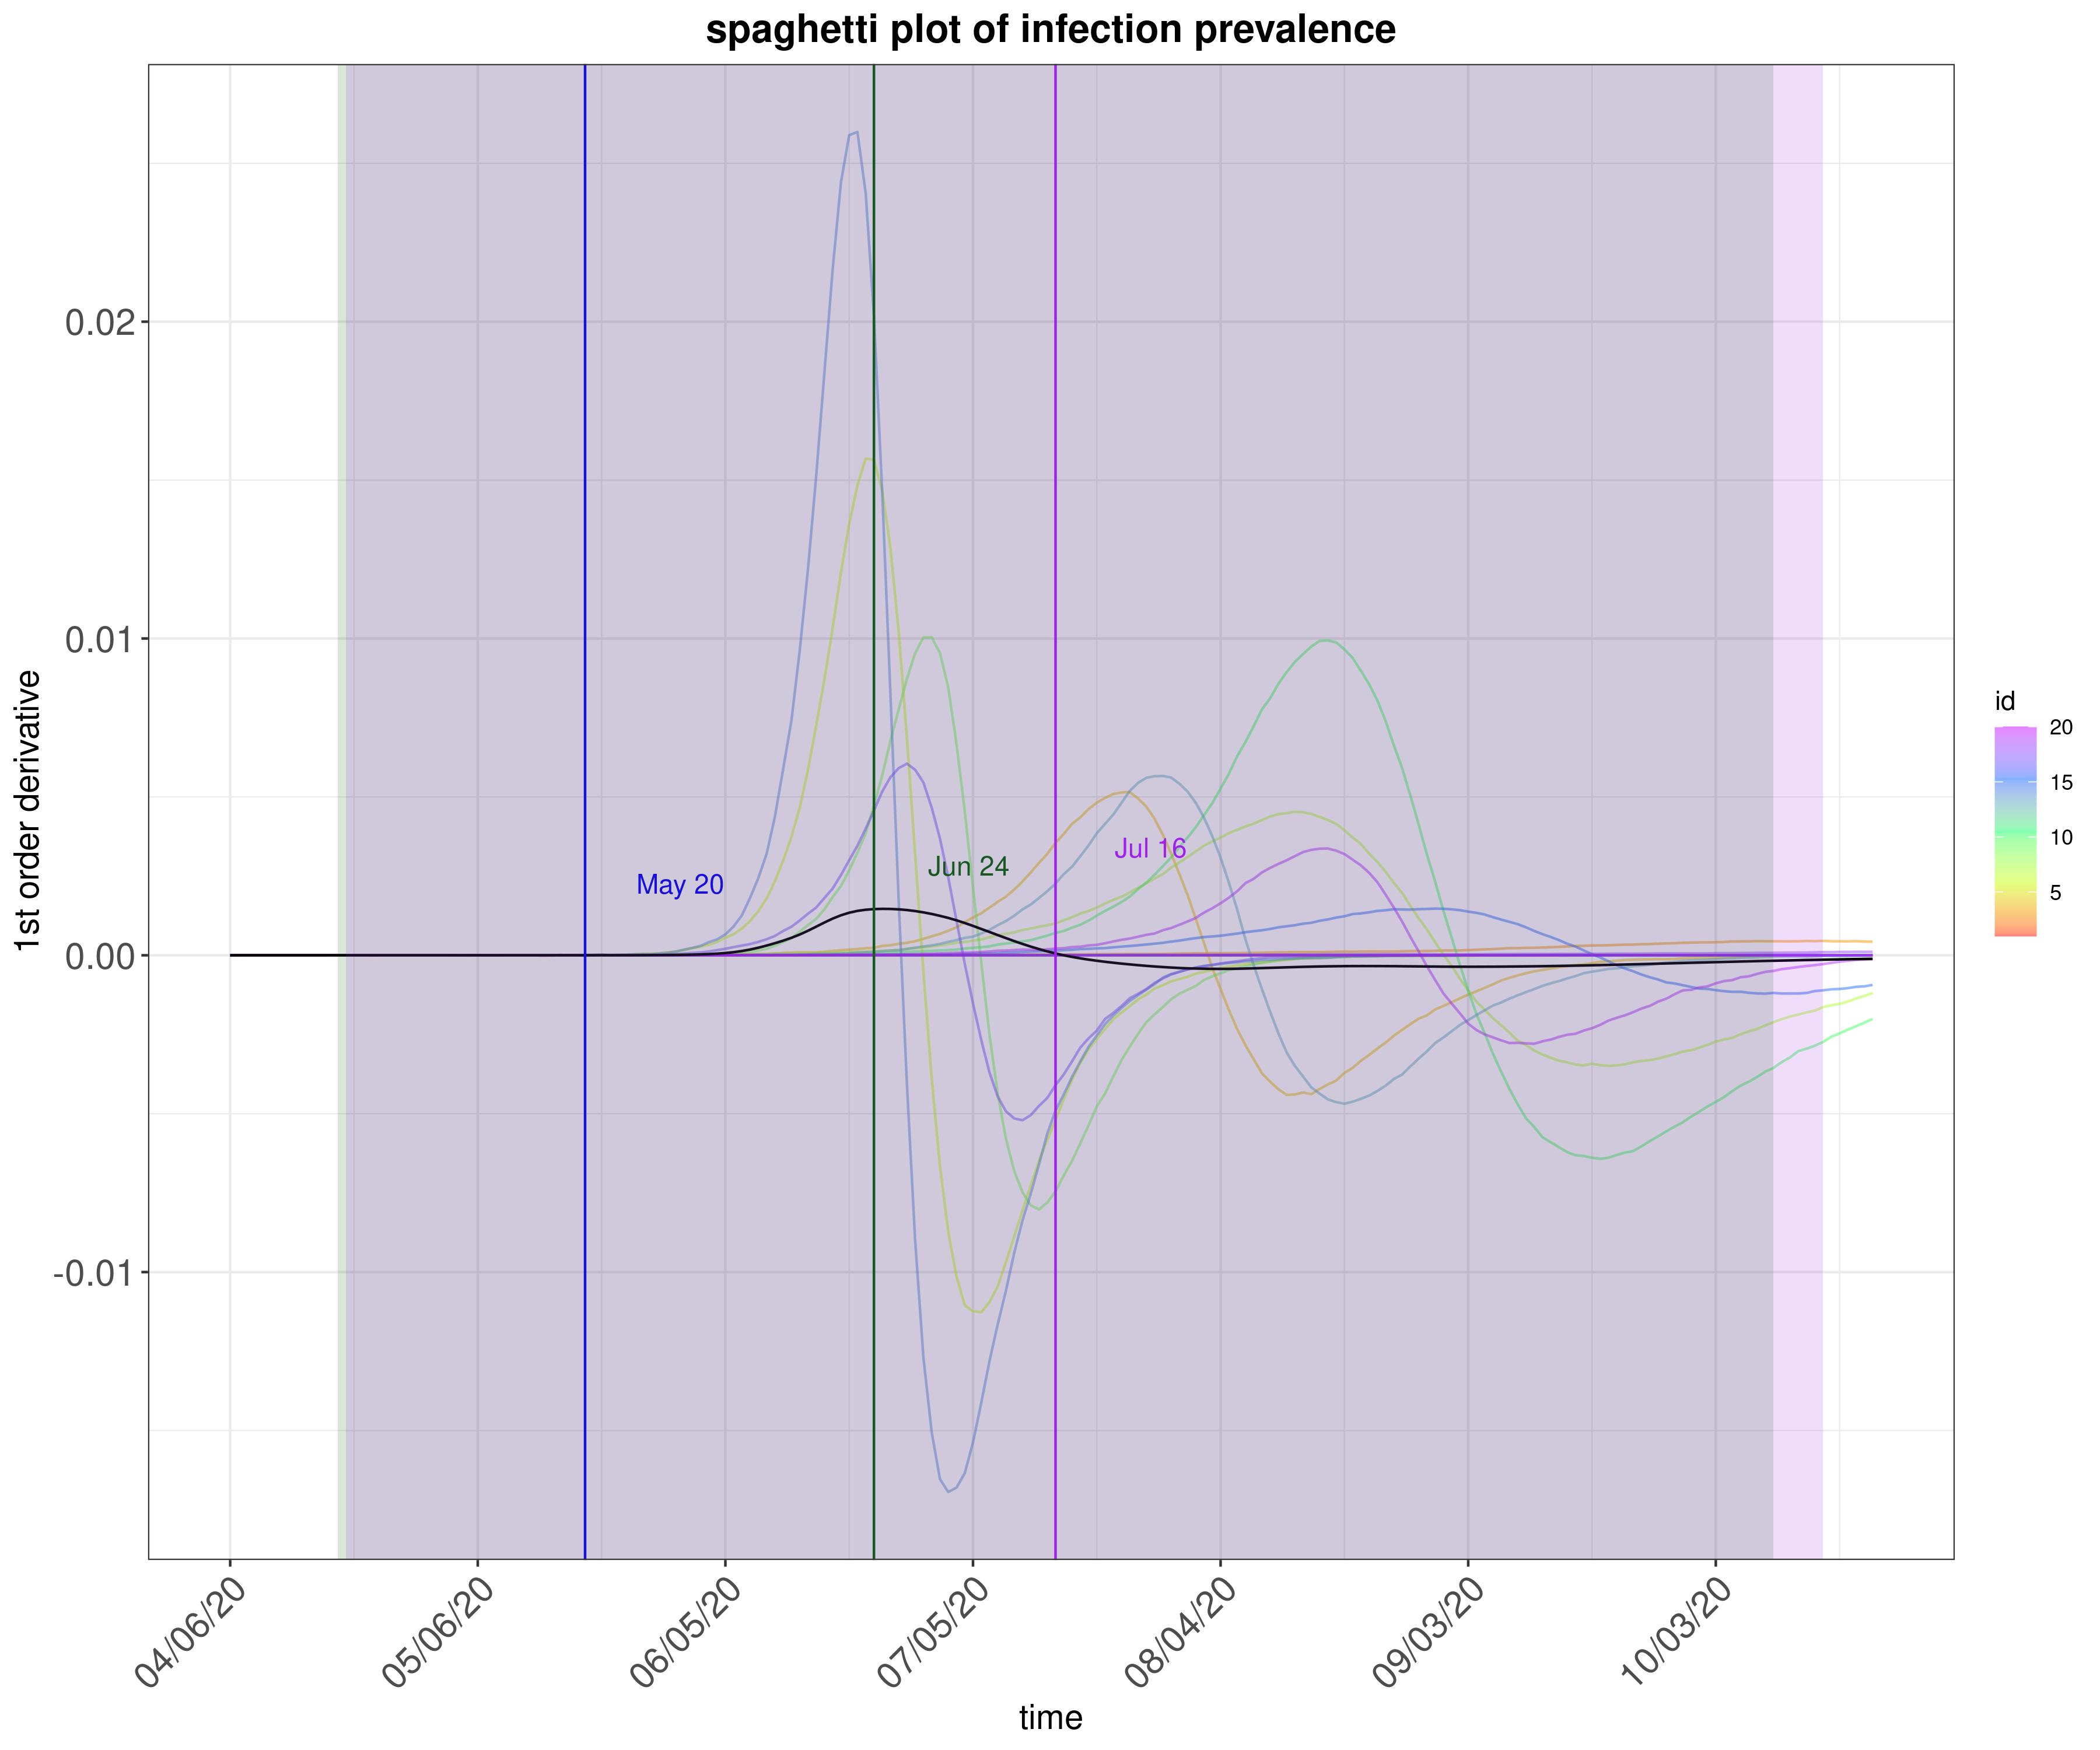 spaghetti plot of infection prevalence
1st order derivative
0.02
0.01
0.00
-0.01
May 20
Jun 24
Jul 16
id
20
15
10
5
04/06/20
05/06/20
06/05/20
07/05/20
08/04/20
09/03/20
10/03/20
time